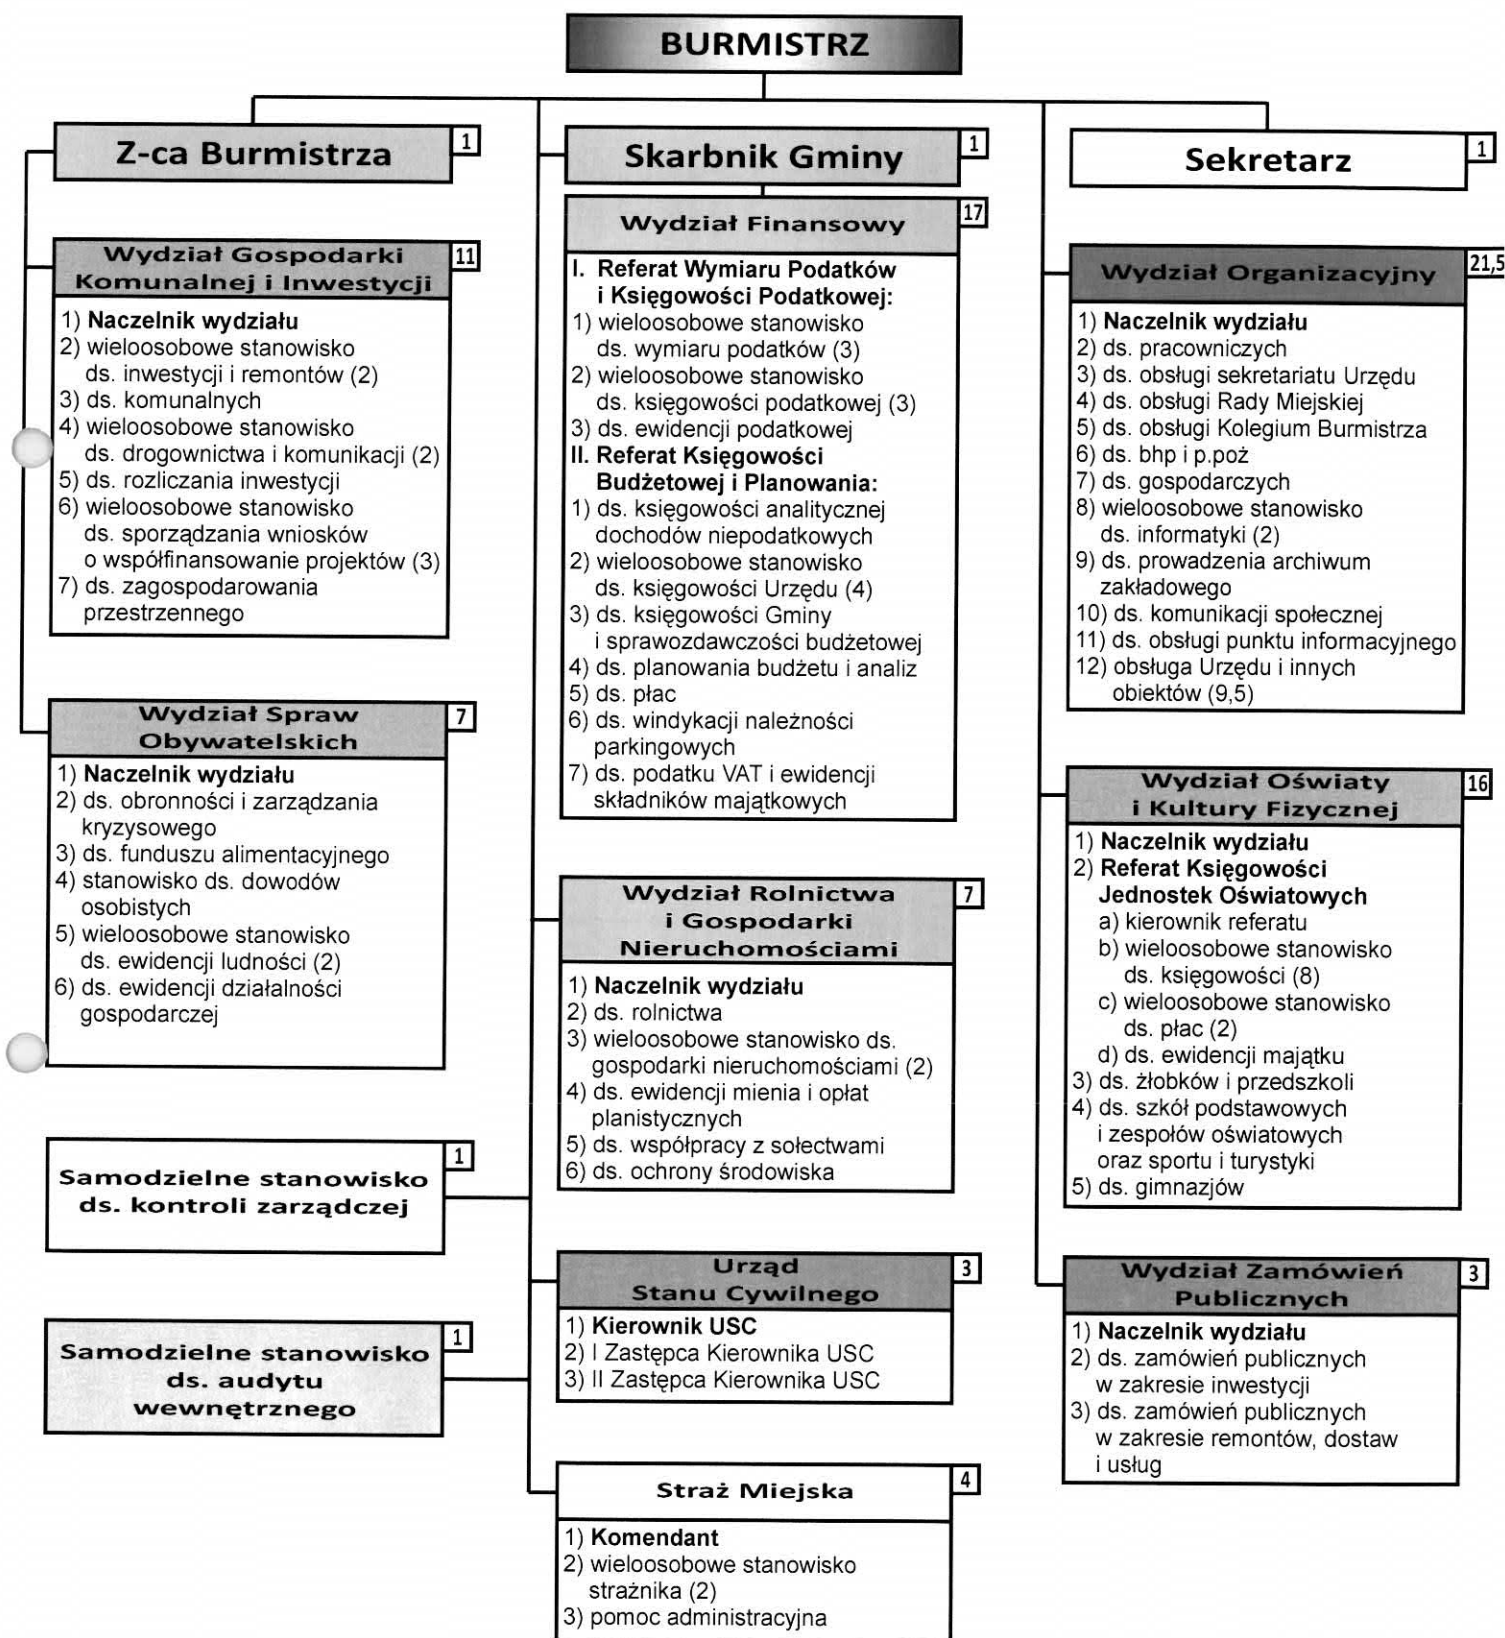 BURMISTRZ
Z-ca Burmistrza
1
Wydział Gospodarki
Komunalnej i Inwestycji
11
1) Naczelnik wydziału
2) wieloosobowe stanowisko
ds. inwestycji i remontów (2)
3) ds. komunalnych
4) wieloosobowe stanowisko
ds. drogownictwa i komunikacji (2)
5) ds. rozliczania inwestycji
6) wieloosobowe stanowisko
ds. sporządzania wniosków
o współfinansowanie projektów (3)
7) ds. zagospodarowania
przestrzennego
Wydział Spraw
Obywatelskich
7
1) Naczelnik wydziału
2) ds. obronności i zarządzania
kryzysowego
3) ds. funduszu alimentacyjnego
4) stanowisko ds. dowodów
osobistych
5) wieloosobowe stanowisko
ds. ewidencji ludności (2)
6) ds. ewidencji działalności
gospodarczej
Samodzielne stanowisko
ds. kontroli zarządczej
1
Samodzielne stanowisko
ds. audytu
wewnętrznego
1
Skarbnik Gminy
1
Wydział Finansowy
17
I. Referat Wymiaru Podatków
i Księgowości Podatkowej:
1) wieloosobowe stanowisko
ds. wymiaru podatków (3)
2) wieloosobowe stanowisko
ds. księgowości podatkowej (3)
3) ds. ewidencji podatkowej
II. Referat Księgowości
Budżetowej i Planowania:
1) ds. księgowości analitycznej
dochodów niepodatkowych
2) wieloosobowe stanowisko
ds. księgowości Urzędu (4)
3) ds. księgowości Gminy
i sprawozdawczości budżetowej
4) ds. planowania budżetu i analiz
5) ds. płac
6) ds. windykacji należności
parkingowych
7) ds. podatku VAT i ewidencji
składników majątkowych
Wydział Rolnictwa
i Gospodarki
Nieruchomościami
7
1) Naczelnik wydziału
2) ds. rolnictwa
3) wieloosobowe stanowisko ds.
gospodarki nieruchomościami (2)
4) ds. ewidencji mienia i opłat
planistycznych
5) ds. współpracy z sołectwami
6) ds. ochrony środowiska
Urząd
Stanu Cywilnego
3
1) Kierownik USC
2) I Zastępca Kierownika USC
3) II Zastępca Kierownika USC
Straż Miejska
4
1) Komendant
2) wieloosobowe stanowisko
strażnika (2)
3) pomoc administracyjna
Sekretarz
1
Wydział Organizacyjny
21,5
1) Naczelnik wydziału
2) ds. pracowniczych
3) ds. obsługi sekretariatu Urzędu
4) ds. obsługi Rady Miejskiej
5) ds. obsługi Kolegium Burmistrza
6) ds. bhp i p.poż
7) ds. gospodarczych
8) wieloosobowe stanowisko
ds. informatyki (2)
9) ds. prowadzenia archiwum
zakładowego
10) ds. komunikacji społecznej
11) ds. obsługi punktu informacyjnego
12) obsługa Urzędu i innych
obiektów (9,5)
Wydział Oświaty
i Kultury Fizycznej
16
1) Naczelnik wydziału
2) Referat Księgowości
Jednostek Oświatowych
a) kierownik referatu
b) wieloosobowe stanowisko
ds. księgowości (8)
c) wieloosobowe stanowisko
ds. płac (2)
d) ds. ewidencji majątku
3) ds. żłobków i przedszkoli
4) ds. szkół podstawowych
i zespołów oświatowych
oraz sportu i turystyki
5) ds. gimnazjów
Wydział Zamówień
Publicznych
3
1) Naczelnik wydziału
2) ds. zamówień publicznych
w zakresie inwestycji
3) ds. zamówień publicznych
w zakresie remontów, dostaw
i usług